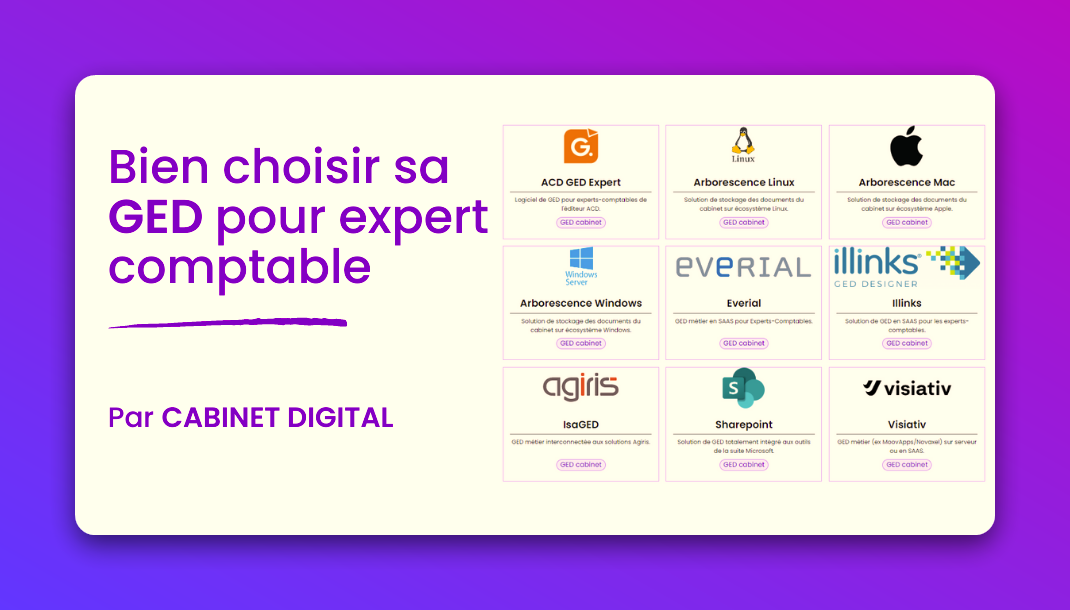 Bien choisir sa
GED pour expert
comptable
Par CABINET DIGITAL
G.
ACD GED Expert
Logiciel de GED pour experts-comptables de
l'éditeur ACD.
GED cabinet
Linux
Arborescence Linux
Solution de stockage des documents du
cabinet sur écosystème Linux.
GED cabinet
Arborescence Mac
Solution de stockage des documents du
cabinet sur écosystème Apple.
GED cabinet
Windows
Server
Arborescence Windows
Solution de stockage des documents du
cabinet sur écosystème Windows.
GED cabinet
EVERIAL
Everial
GED métier en SAAS pour Experts-Comptables.
GED cabinet
illinks®
GED DESIGNER
Illinks
Solution de GED en SAAS pour les experts-
comptables.
GED cabinet
agiris
IsaGED
GED métier interconnectée aux solutions Agiris.
GED cabinet
S
Sharepoint
Solution de GED totalement intégré aux outils
de la suite Microsoft.
GED cabinet
visiativ
Visiativ
GED métier (ex MoovApps/Novaxel) sur serveur
ou en SAAS.
GED cabinet